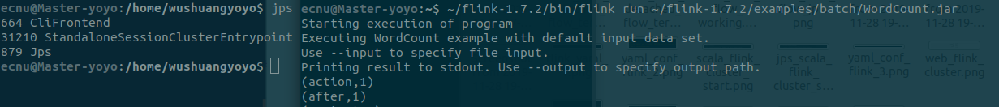 ecnu@Master-yoyo:/home/wushuangyoyo$ jps
664 CliFrontend
31210 StandaloneSessionClusterEntrypoint
879 Jps
ecnu@Master-yoyo:/home/wushuangyoyo$
ecnu@Master-yoyo:~$ ~/flink-1.7.2/bin/flink run ~/flink-1.7.2/examples/batch/WordCount.jar
Starting execution of program
Executing WordCount example with default input data set.
Use --input to specify file input.
Printing result to stdout. Use --output to specify output path.
(action,1)
(after,1)
flow_ter...
working....
png
11-28 19-...
11-28 19-...
yaml_conf_
flink_2.png
scala_flink_
cluster_
start.png
jps_scala_
flink_
cluster_s...
yaml_conf_
flink_3.png
web_flink_
cluster.png